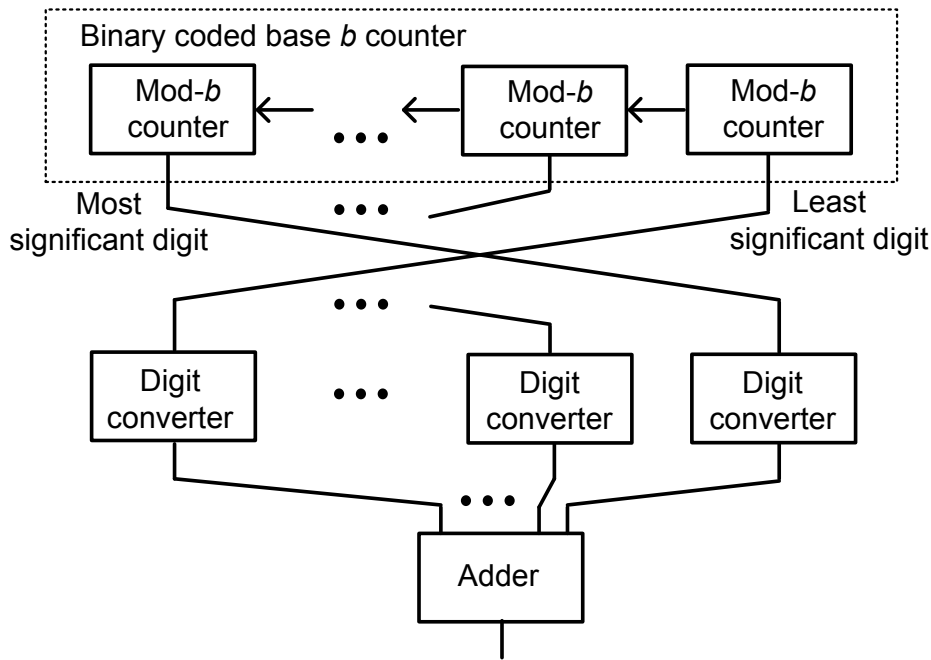 Binary coded base b counter
Mod-b
counter
Mod-b
counter
Mod-b
counter
Most
significant digit
Least
significant digit
Digit
converter
Digit
converter
Digit
converter
Adder